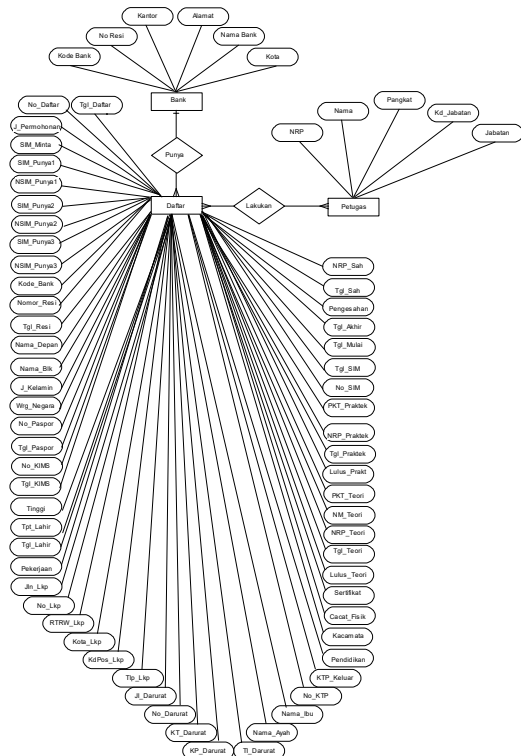 Kantor
Alamat
No Resi
Nama Bank
Kode Bank
Kota
Bank
Punya
Daftar
Lakukan
Petugas
NRP
Nama
Pangkat
Kd_Jabatan
Jabatan
No_Daftar
Tgl_Daftar
J_Permohonan
SIM_Minta
SIM_Punya1
NSIM_Punya1
SIM_Punya2
NSIM_Punya2
SIM_Punya3
NSIM_Punya3
Kode_Bank
Nomor_Resi
Tgl_Resi
Nama_Depan
Nama_Blk
J_Kelamin
Wrg_Negara
No_Paspor
Tgl_Paspor
No_KIMS
Tgl_KIMS
Tinggi
Tpt_Lahir
Tgl_Lahir
Pekerjaan
Jln_Lkp
No_Lkp
RTRW_Lkp
Kota_Lkp
KdPos_Lkp
Tlp_Lkp
Jl_Darurat
No_Darurat
KT_Darurat
KP_Darurat
Tl_Darurat
Nama_Ayah
Nama_Ibu
No_KTP
KTP_Keluar
Pendidikan
Kacamata
Cacat_Fisik
Sertifikat
Lulus_Teori
Tgl_Teori
NRP_Teori
NM_Teori
PKT_Teori
Lulus_Prakt
Tgl_Praktek
NRP_Praktek
PKT_Praktek
No_SIM
Tgl_SIM
Tgl_Mulai
Tgl_Akhir
Pengesahan
Tgl_Sah
NRP_Sah